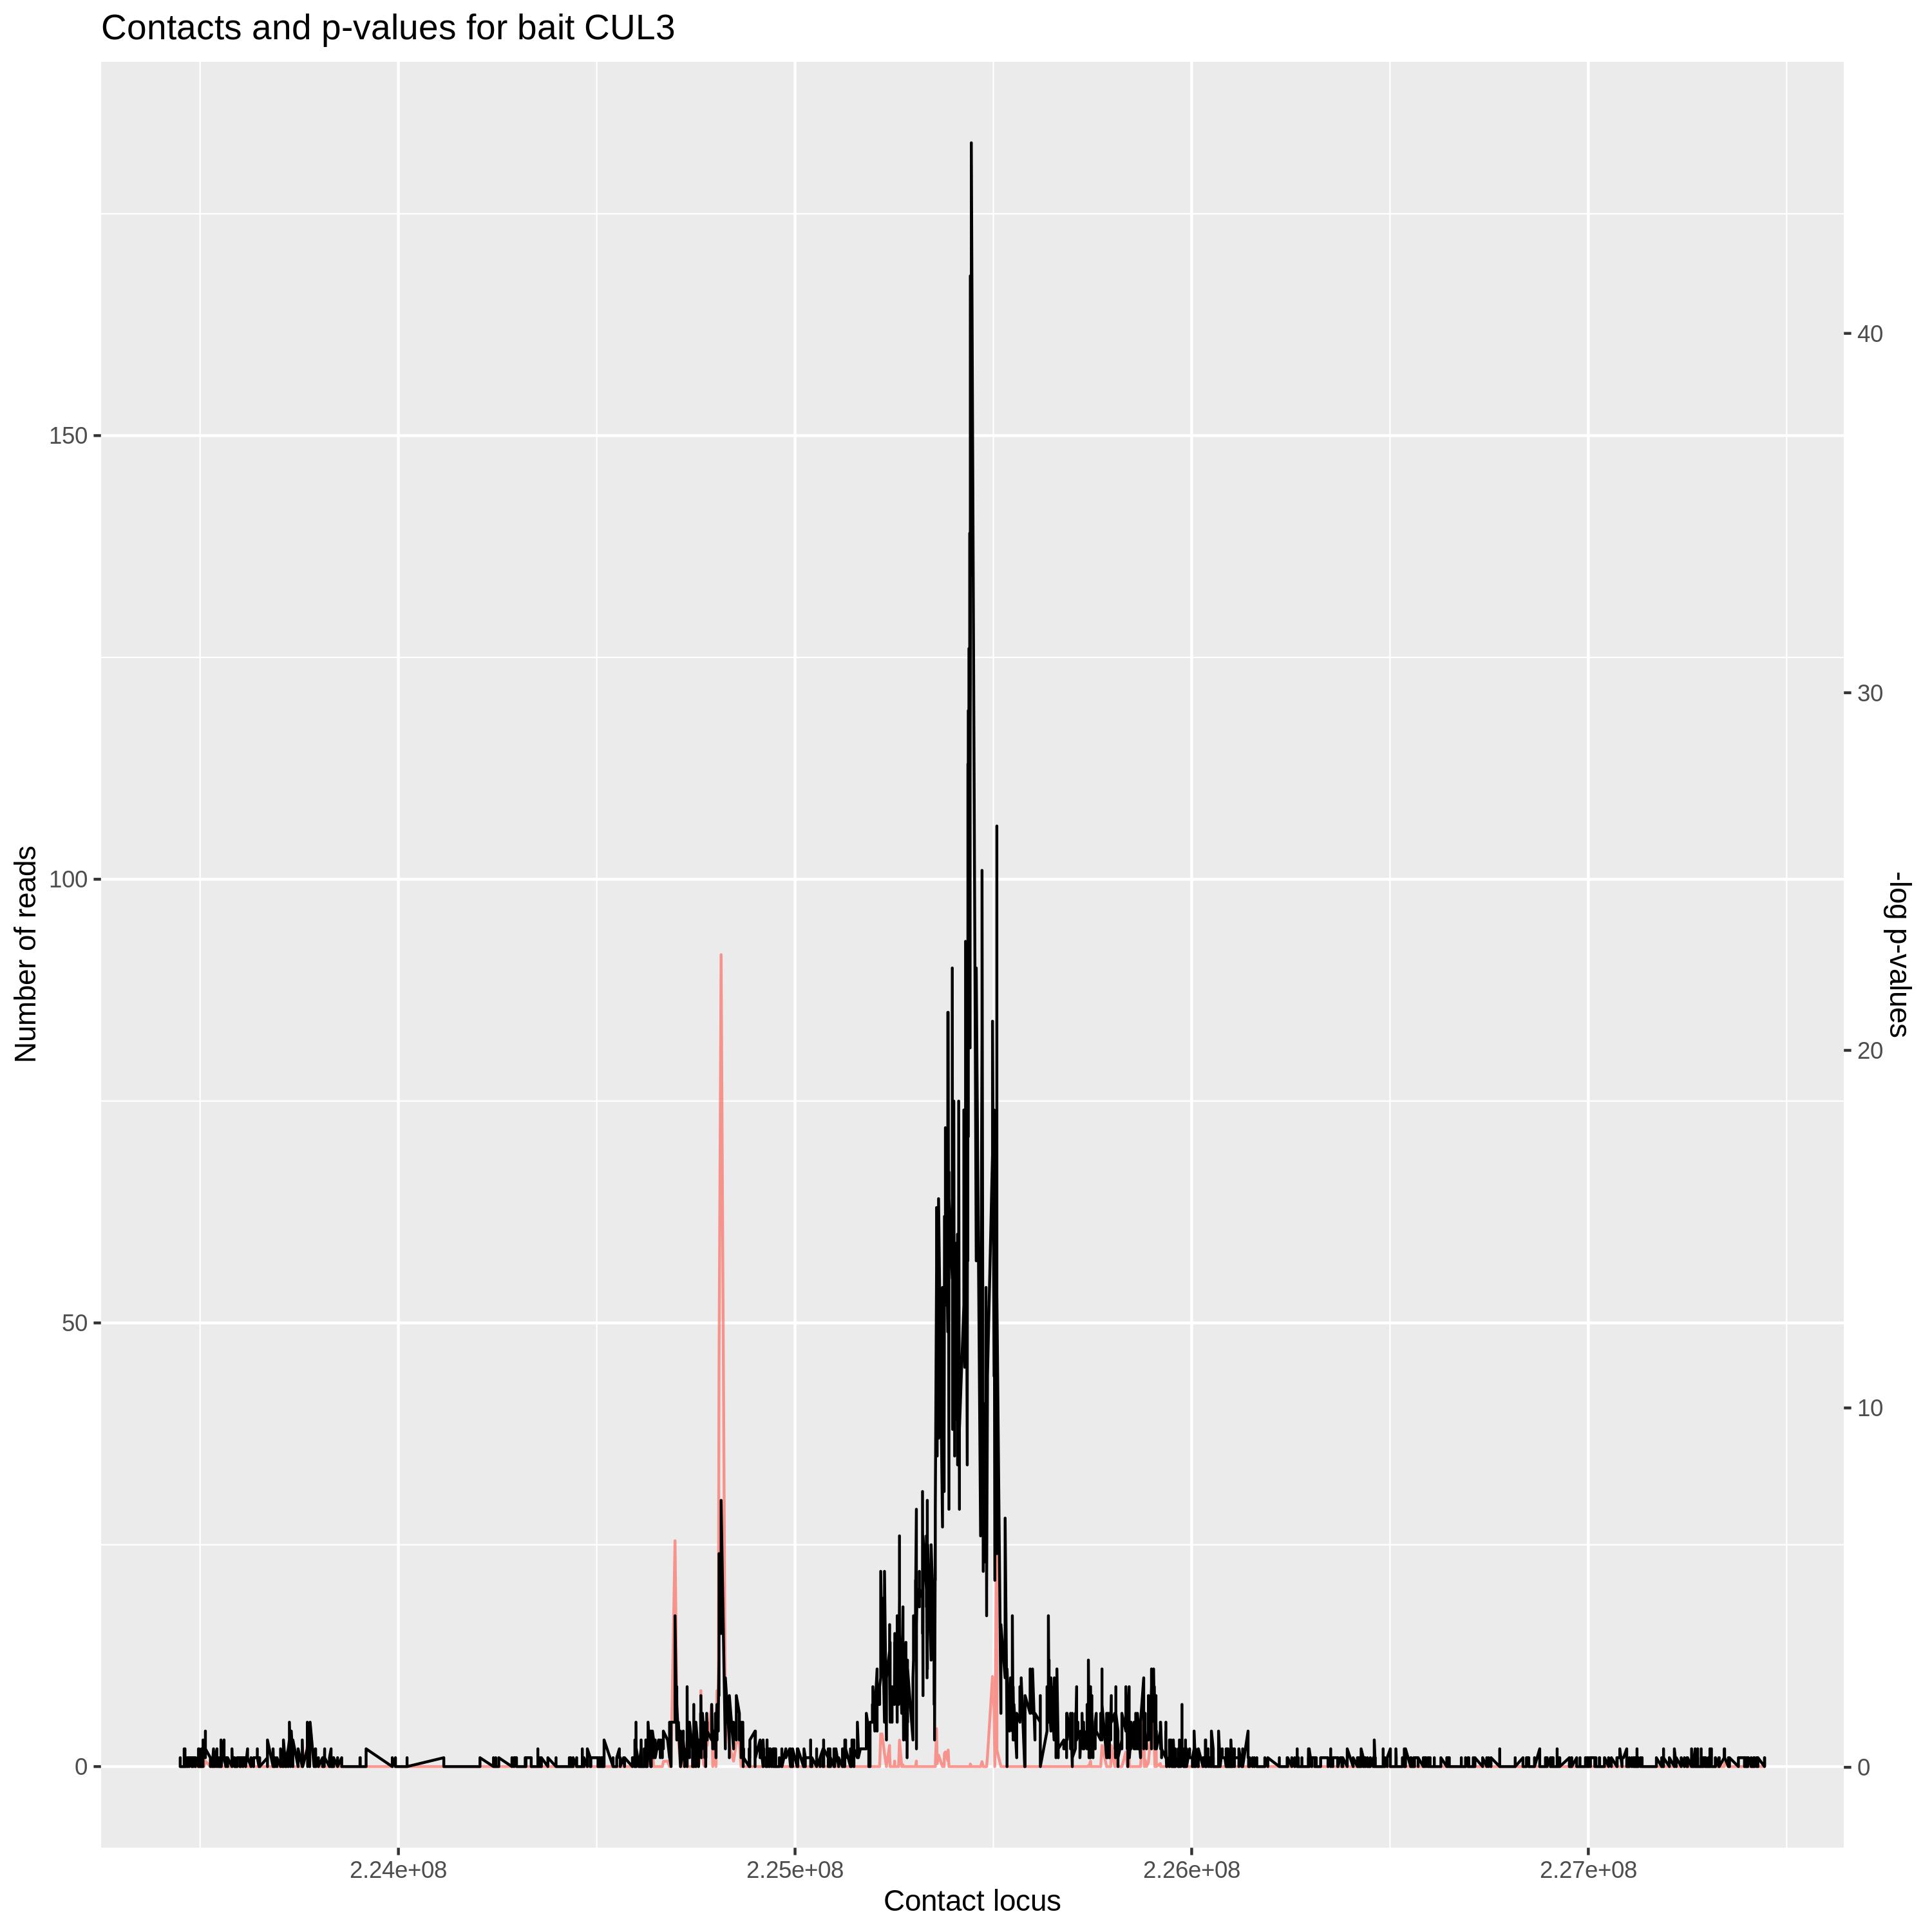 Contacts and p-values for bait CUL3
Number of reads
150
100
50
0
40
30
20
10
0
-log p-values
2.24e+08
2.25e+08
2.26e+08
2.27e+08
Contact locus